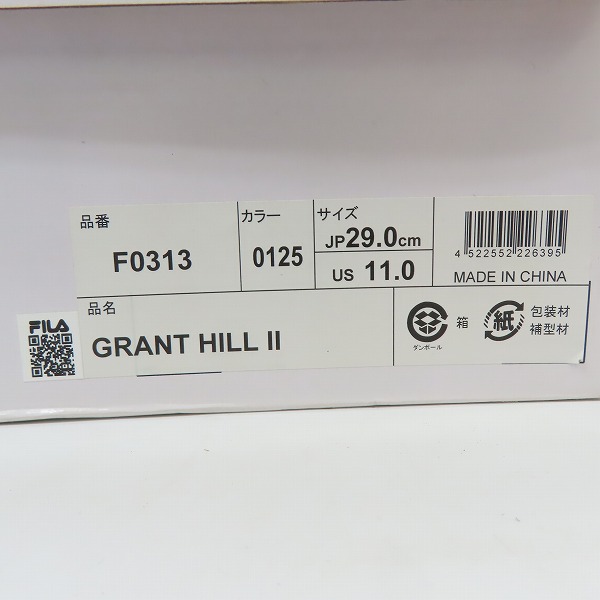 品番
F0313
カラー
0125
サイズ
JP29.0cm
US 11.0
4 522552 226395
MADE IN CHINA
FILA
品名
GRANT HILL II
ダンボール
箱
紙
包装材
補型材